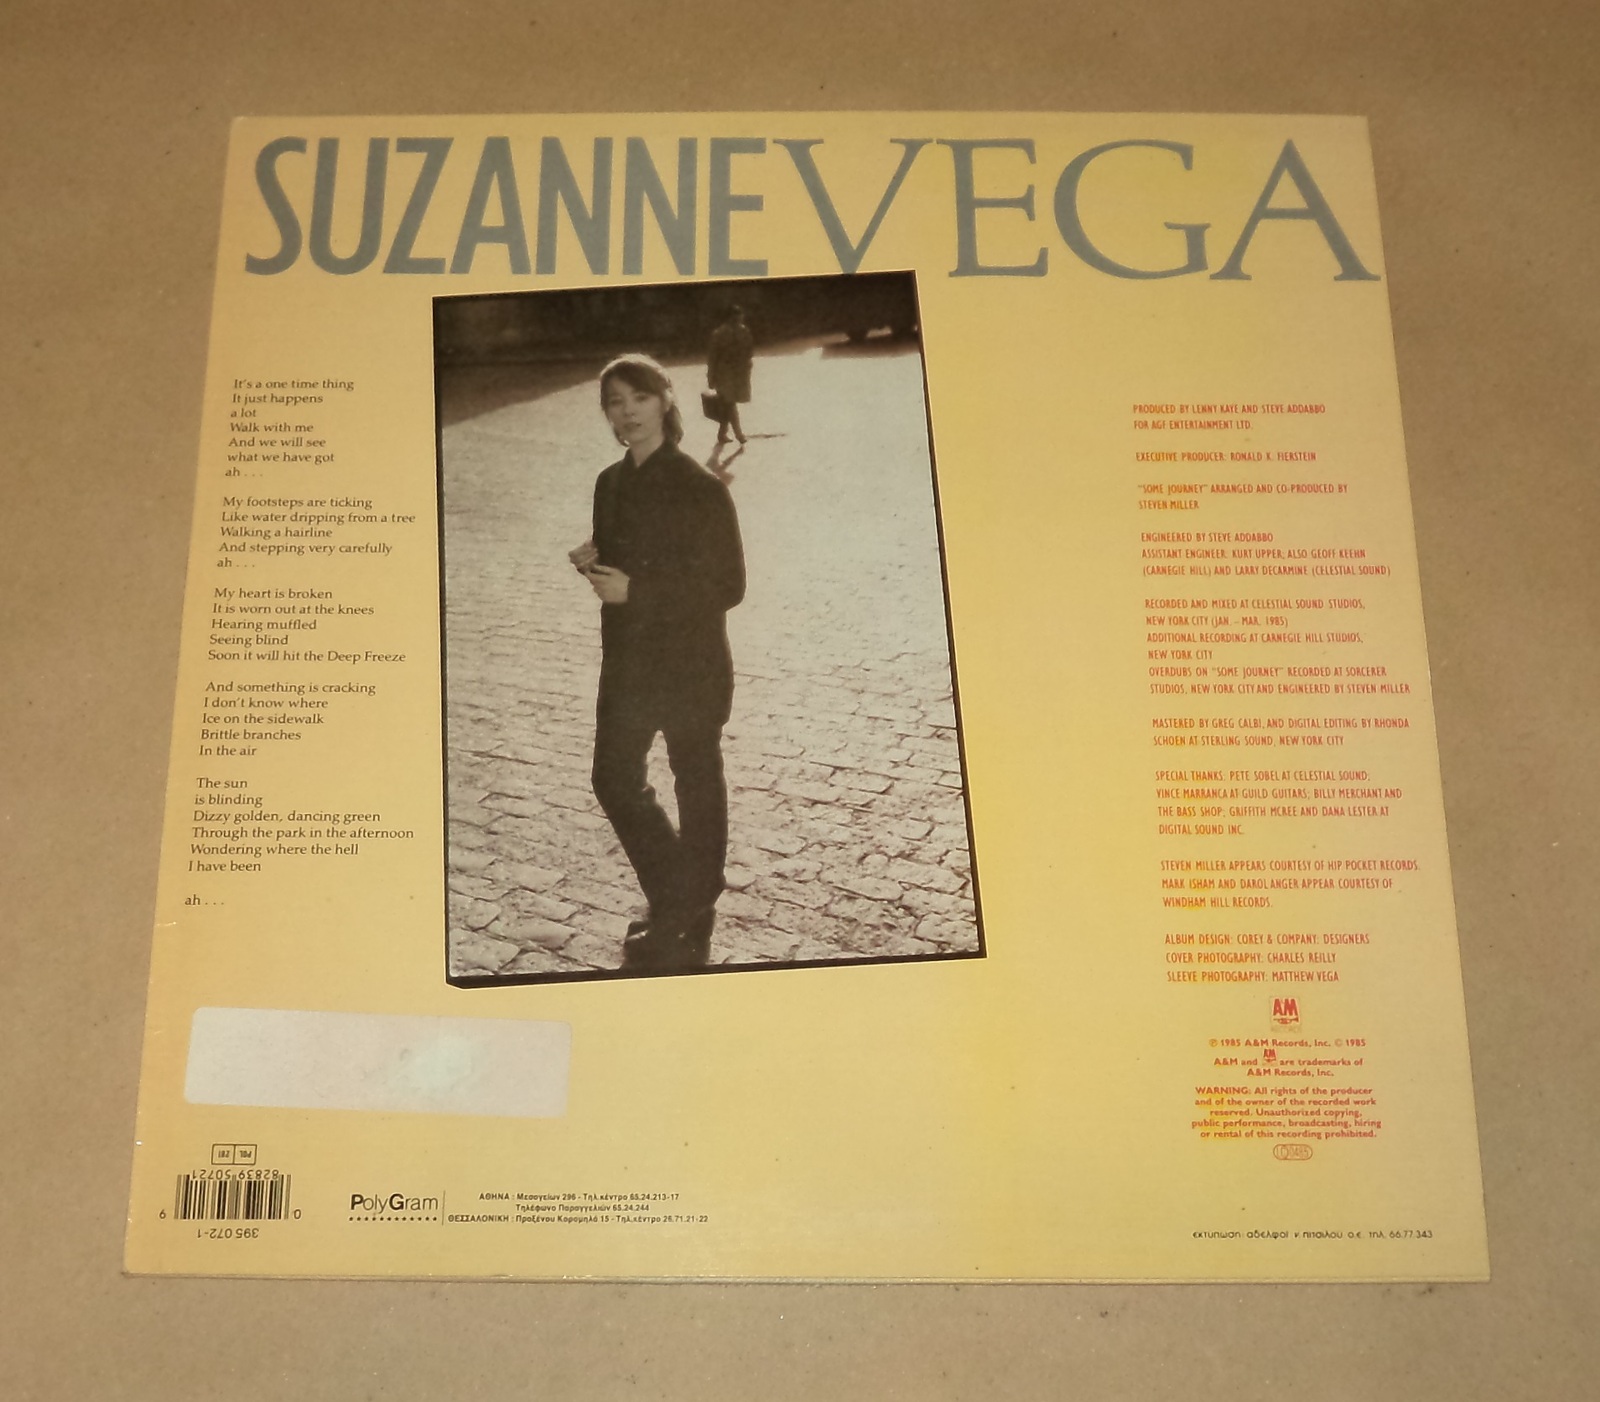 SUZANNE VEGA
It's a one time thing
It just happens
a lot
Walk with me
And we will see
what we have got
ah . . .
My footsteps are ticking
Like water dripping from a tree
Walking a hairline
And stepping very carefully
ah . . .
My heart is broken
It is worn out at the knees
Hearing muffled
Seeing blind
Soon it will hit the Deep Freeze
And something is cracking
I don't know where
Ice on the sidewalk
Brittle branches
In the air
The sun
is blinding
Dizzy golden, dancing green
Through the park in the afternoon
Wondering where the hell
I have been
ah . . .
PRODUCED BY LENNY KAYE AND STEVE ADDABBO
FOR AGF ENTERTAINMENT LTD.
EXECUTIVE PRODUCER: RONALD K. FIERSTEIN
"SOME JOURNEY" ARRANGED AND CO-PRODUCED BY
STEVEN MILLER
ENGINEERED BY STEVE ADDABBO
ASSISTANT ENGINEER: KURT UPPER; ALSO GEOFF KEEHN
(CARNEGIE HILL) AND LARRY DECARMINE (CELESTIAL SOUND)
RECORDED AND MIXED AT CELESTIAL SOUND STUDIOS,
NEW YORK CITY (JAN. - MAR. 1985)
ADDITIONAL RECORDING AT CARNEGIE HILL STUDIOS,
NEW YORK CITY
OVERDUBS ON "SOME JOURNEY" RECORDED AT SORCERER
STUDIOS, NEW YORK CITY AND ENGINEERED BY STEVEN MILLER
MASTERED BY GREG CALBI, AND DIGITAL EDITING BY RHONDA
SCHOEN AT STERLING SOUND, NEW YORK CITY
SPECIAL THANKS: PETE SOBEL AT CELESTIAL SOUND;
VINCE MARRANCA AT GUILD GUITARS; BILLY MERCHANT AND
THE BASS SHOP; GRIFFITH MCREE AND DANA LESTER AT
DIGITAL SOUND INC.
STEVEN MILLER APPEARS COURTESY OF HIP POCKET RECORDS.
MARK ISHAM AND DAROL ANGER APPEAR COURTESY OF
WINDHAM HILL RECORDS.
ALBUM DESIGN: COREY & COMPANY: DESIGNERS
COVER PHOTOGRAPHY: CHARLES REILLY
SLEEVE PHOTOGRAPHY: MATTHEW VEGA
A&M
RECORDS
℗ 1985 A&M Records, Inc. © 1985
A&M and A&M are trademarks of
A&M Records, Inc.
WARNING: All rights of the producer
and of the owner of the recorded work
reserved. Unauthorized copying,
public performance, broadcasting, hiring
or rental of this recording prohibited.
LC0485
395 072-1
0 82839 50721 9
POL 281
PolyGram
ΑΘΗΝΑ : Μεσογείων 296 - Τηλ.κέντρο 65.24.213-17
Τηλέφωνο Παραγγελιών 65.24.244
ΘΕΣΣΑΛΟΝΙΚΗ : Προξένου Κορομηλά 15 - Τηλ.κέντρο 26.71.21-22
εκτύπωση: αδελφοί ν. πιτσιλού ο.ε. τηλ. 66.77.343